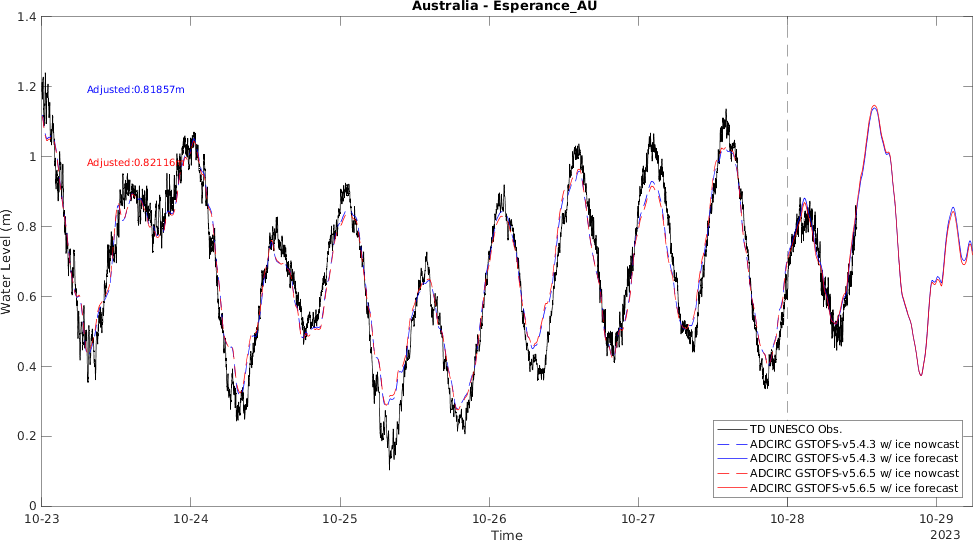 Australia - Esperance_AU
1.4
1.2
1
0.8
0.6
0.4
0.2
0
Water Level (m)
Adjusted:0.81857m
Adjusted:0.82116m
TD UNESCO Obs.
ADCIRC GSTOFS-v5.4.3 w/ ice nowcast
ADCIRC GSTOFS-v5.4.3 w/ ice forecast
ADCIRC GSTOFS-v5.6.5 w/ ice nowcast
ADCIRC GSTOFS-v5.6.5 w/ ice forecast
10-23 10-24 10-25 10-26 10-27 10-28 10-29
Time 2023